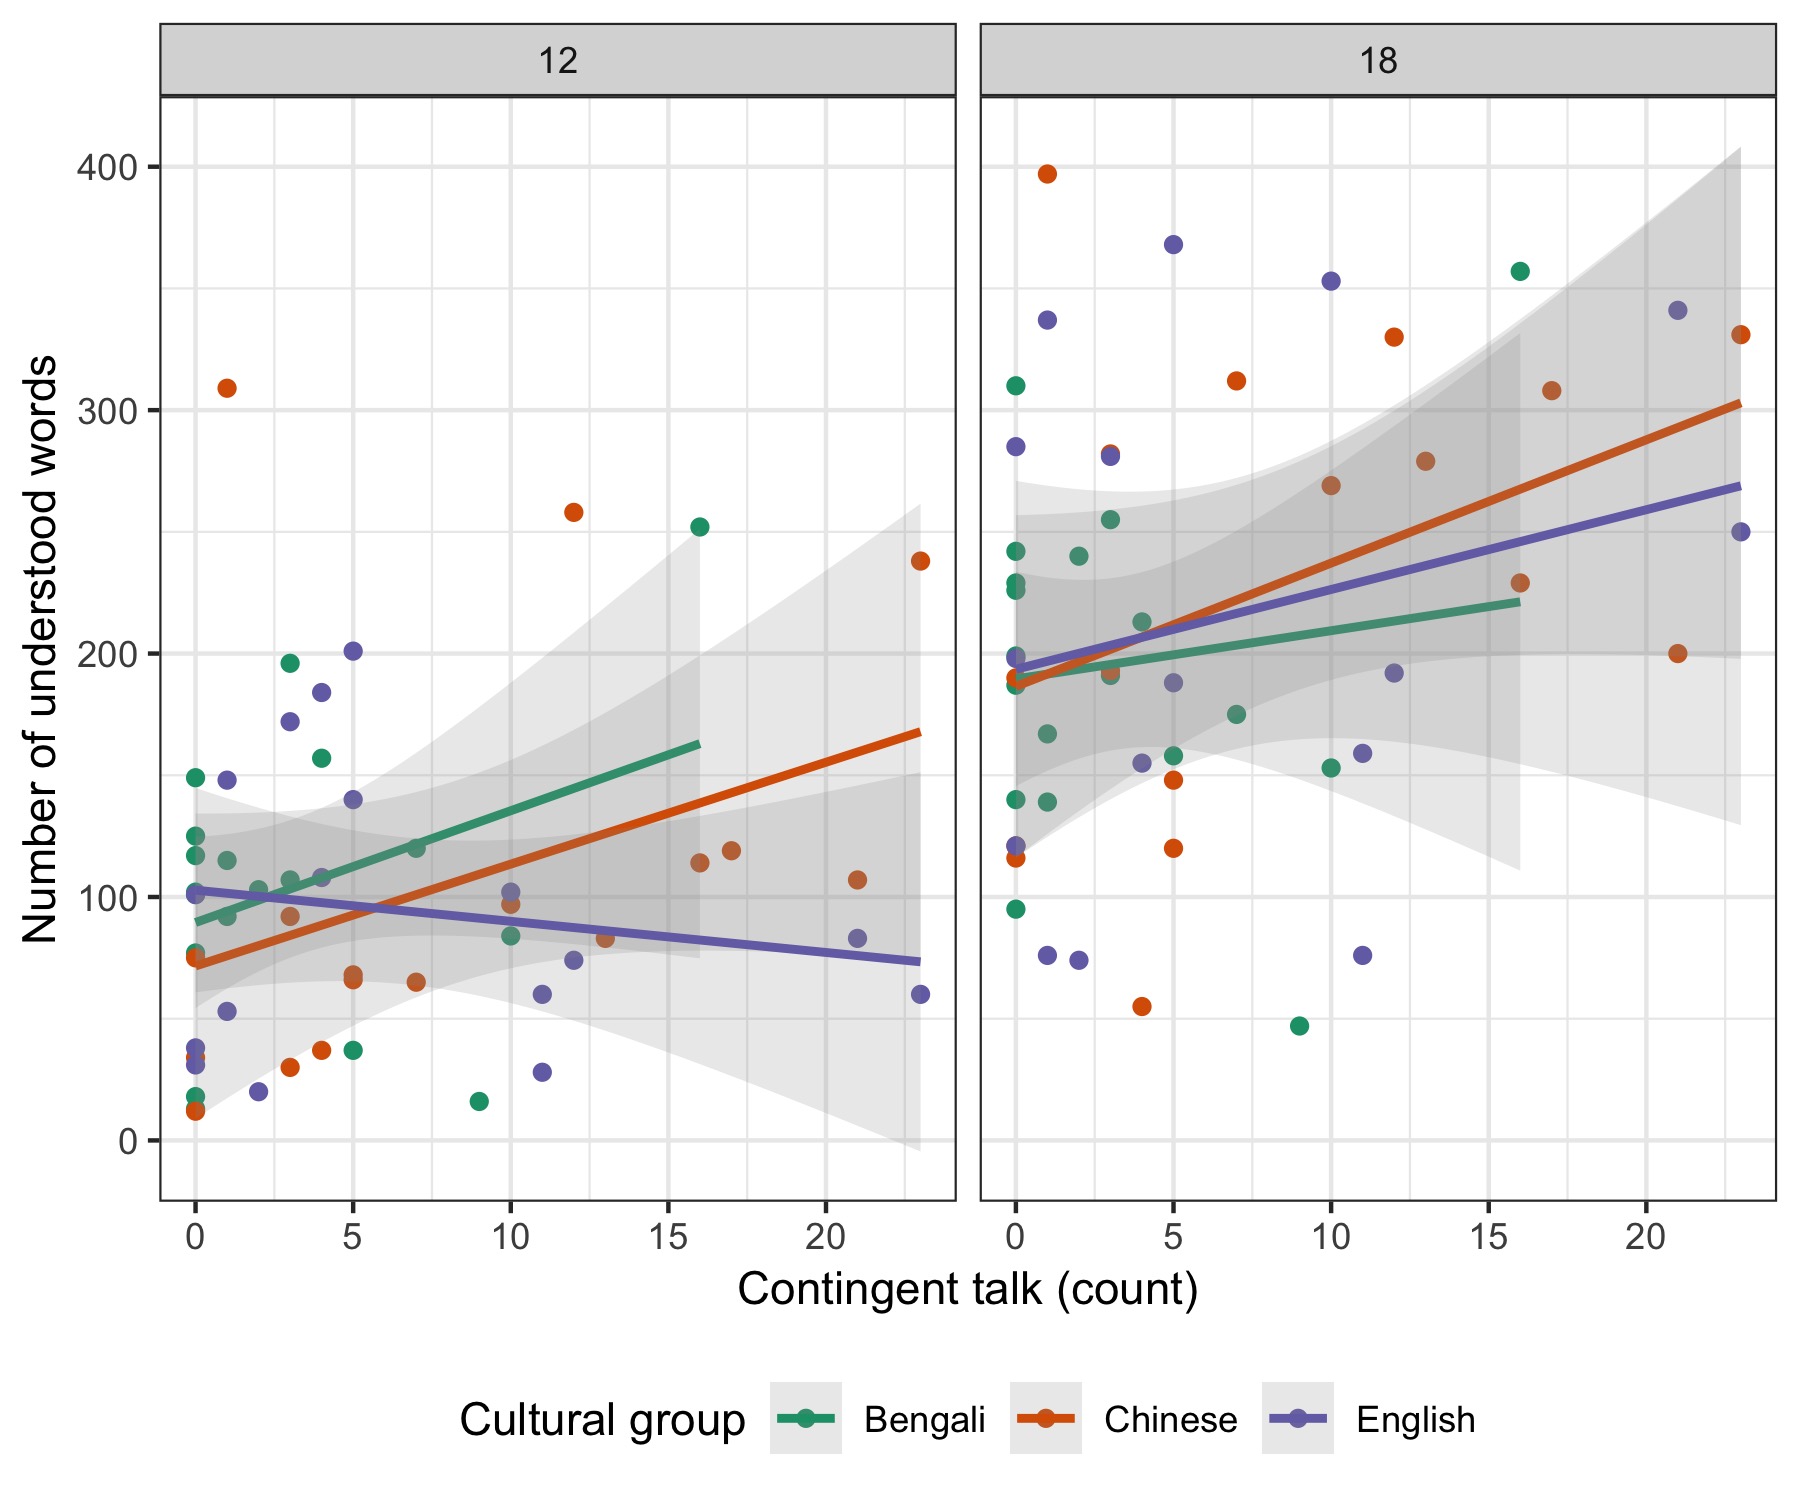 12
18
Number of understood words
400
300
200
100
0
0 5 10 15 20
0 5 10 15 20
Contingent talk (count)
Cultural group Bengali Chinese English